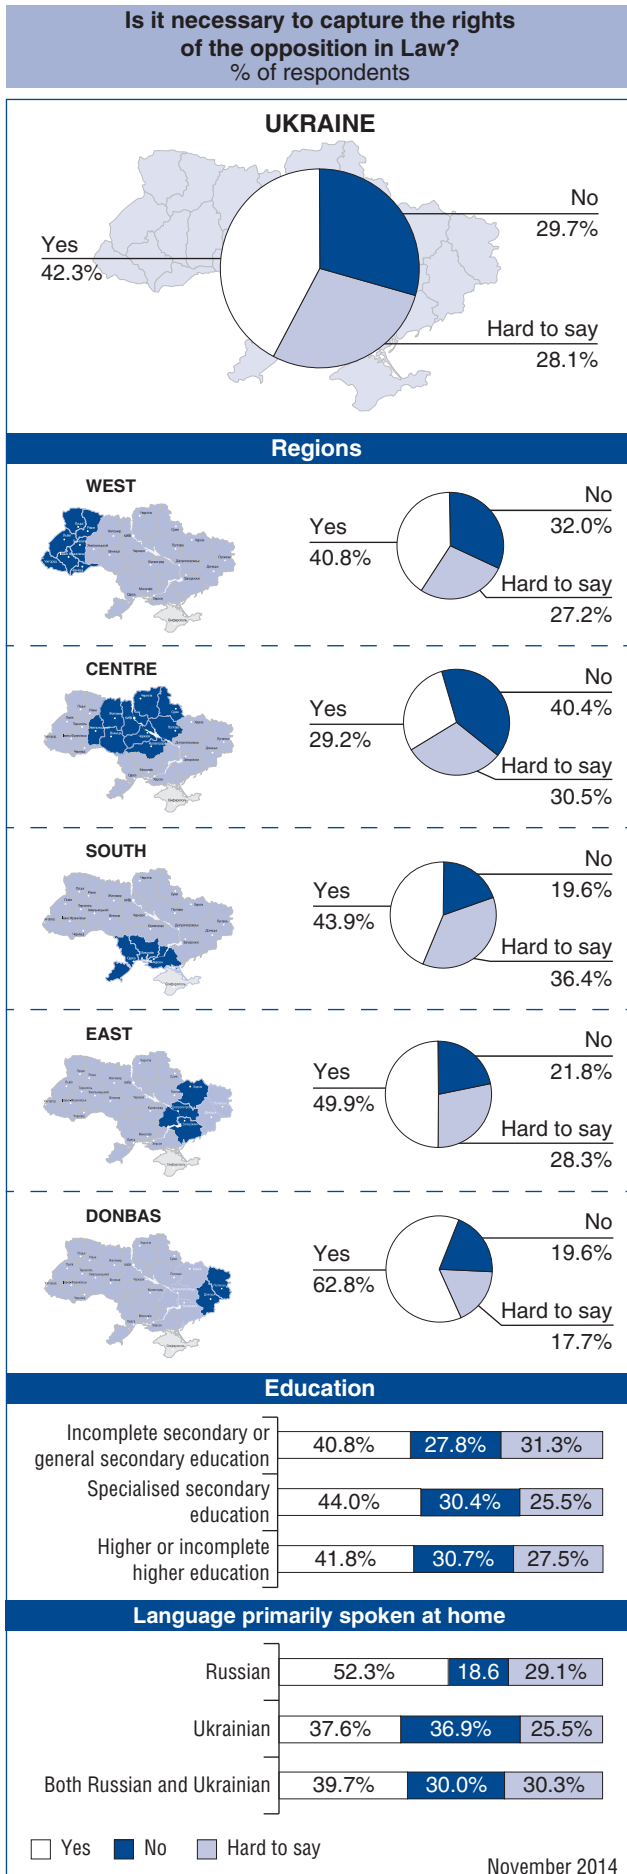 Is it necessary to capture the rights
of the opposition in Law?
% of respondents
UKRAINE
No
29.7%
Yes
42.3%
Hard to say
28.1%
Regions
WEST
No
32.0%
Yes
40.8%
Hard to say
27.2%
CENTRE
No
40.4%
Yes
29.2%
Hard to say
30.5%
SOUTH
No
19.6%
Yes
43.9%
Hard to say
36.4%
EAST
No
21.8%
Yes
49.9%
Hard to say
28.3%
DONBAS
No
19.6%
Yes
62.8%
Hard to say
17.7%
Education
Incomplete secondary or
general secondary education
40.8% 27.8% 31.3%
Specialised secondary
education
44.0% 30.4% 25.5%
Higher or incomplete
higher education
41.8% 30.7% 27.5%
Language primarily spoken at home
Russian 52.3% 18.6 29.1%
Ukrainian 37.6% 36.9% 25.5%
Both Russian and Ukrainian 39.7% 30.0% 30.3%
Yes No Hard to say
November 2014